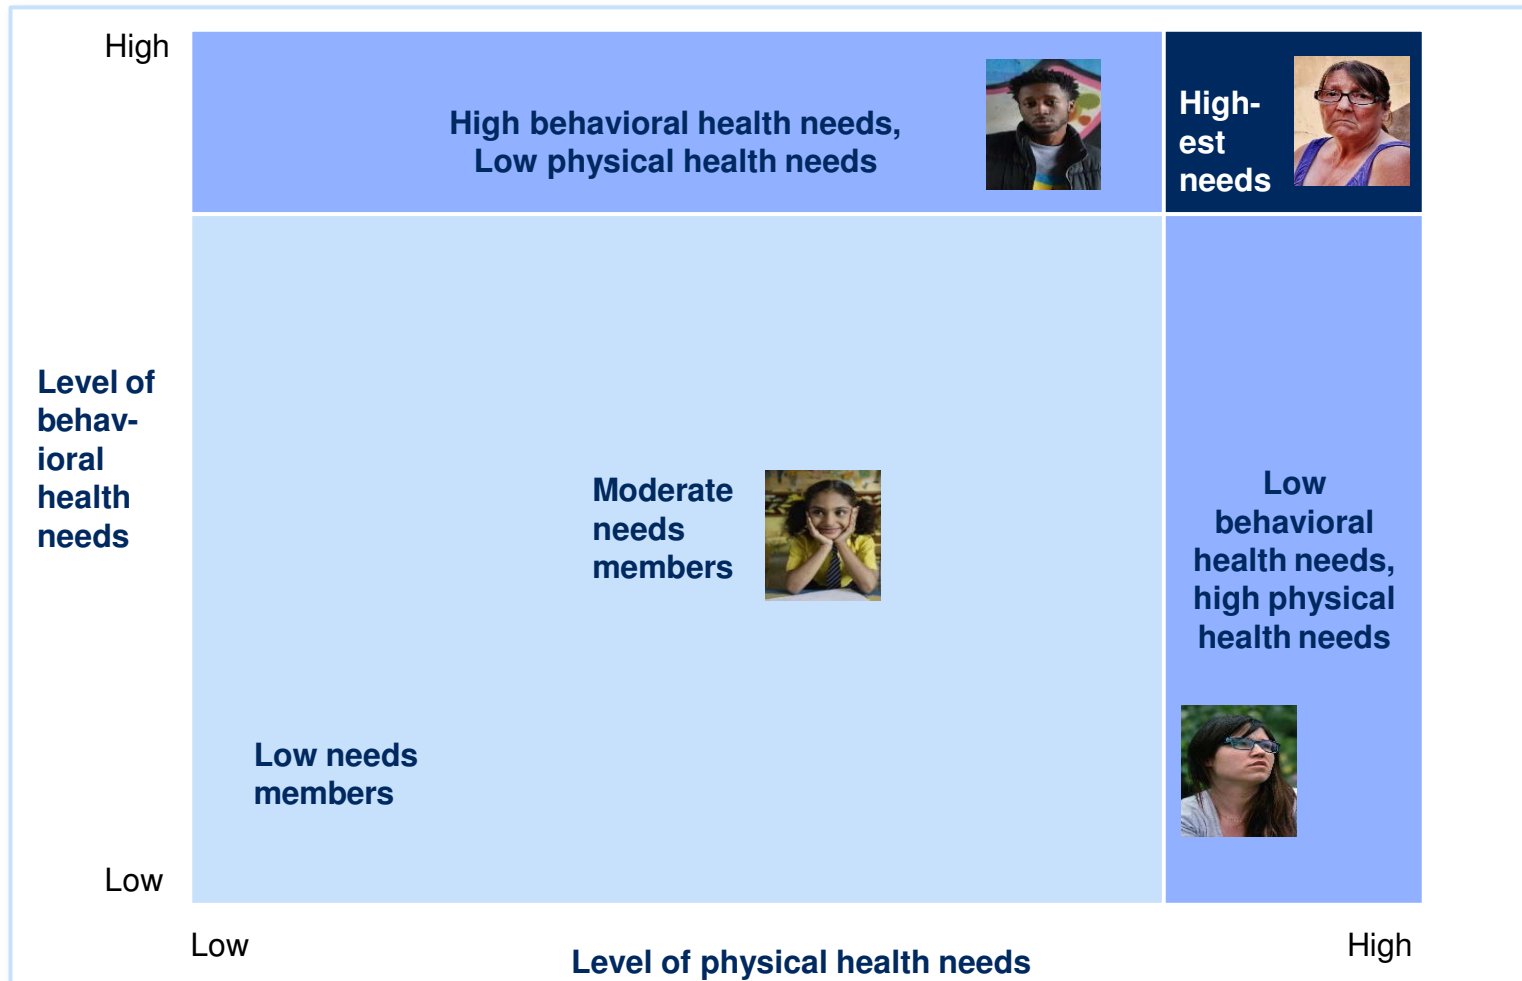 High
High behavioral health needs,
Low physical health needs
High-
est
needs
Level of
behav-
ioral
health
needs
Moderate
needs
members
Low
behavioral
health needs,
high physical
health needs
Low needs
members
Low
Low
Level of physical health needs
High